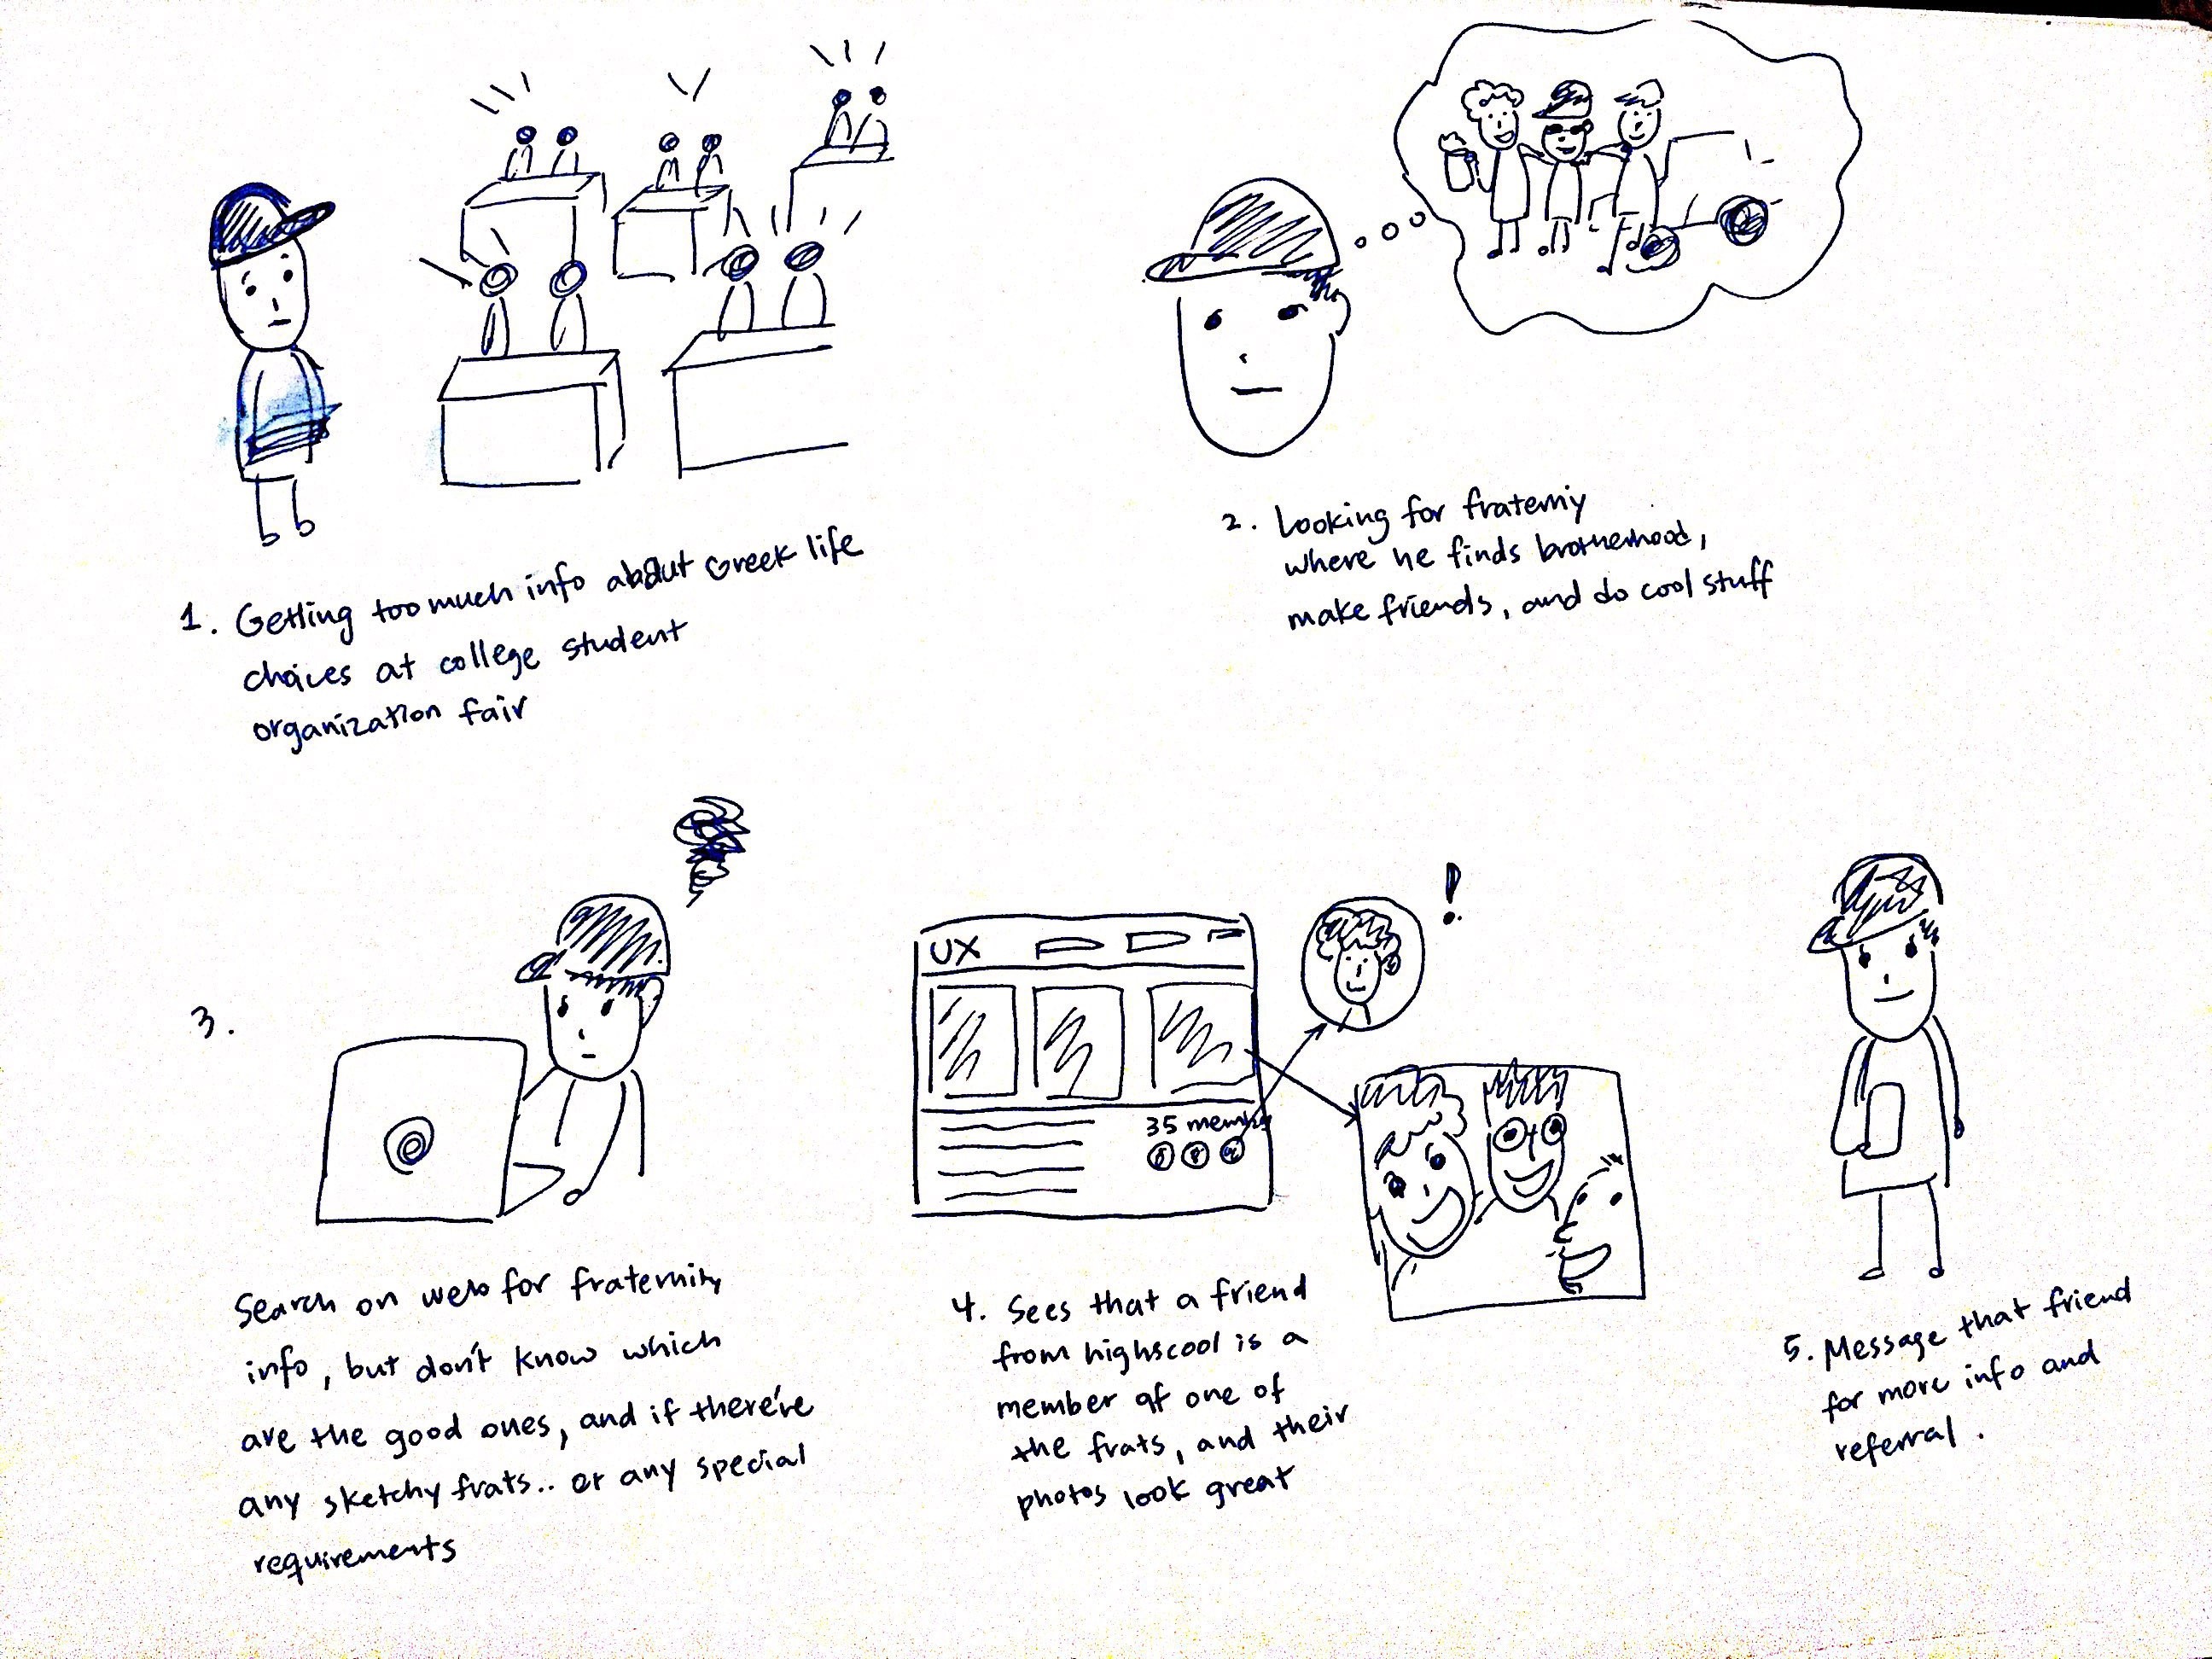 1. Getting too much info about Greek life
choices at college student
organization fair
2. Looking for fraterniy
where he finds brotherhood,
make friends, and do cool stuff
3.
Search on web for fraternity
info, but don't know which
are the good ones, and if there're
any sketchy frats.. or any special
requirements
UX
35 membrs
4. Sees that a friend
from highscool is a
member of one of
the frats, and their
photos look great
!
5. Message that friend
for more info and
referral.